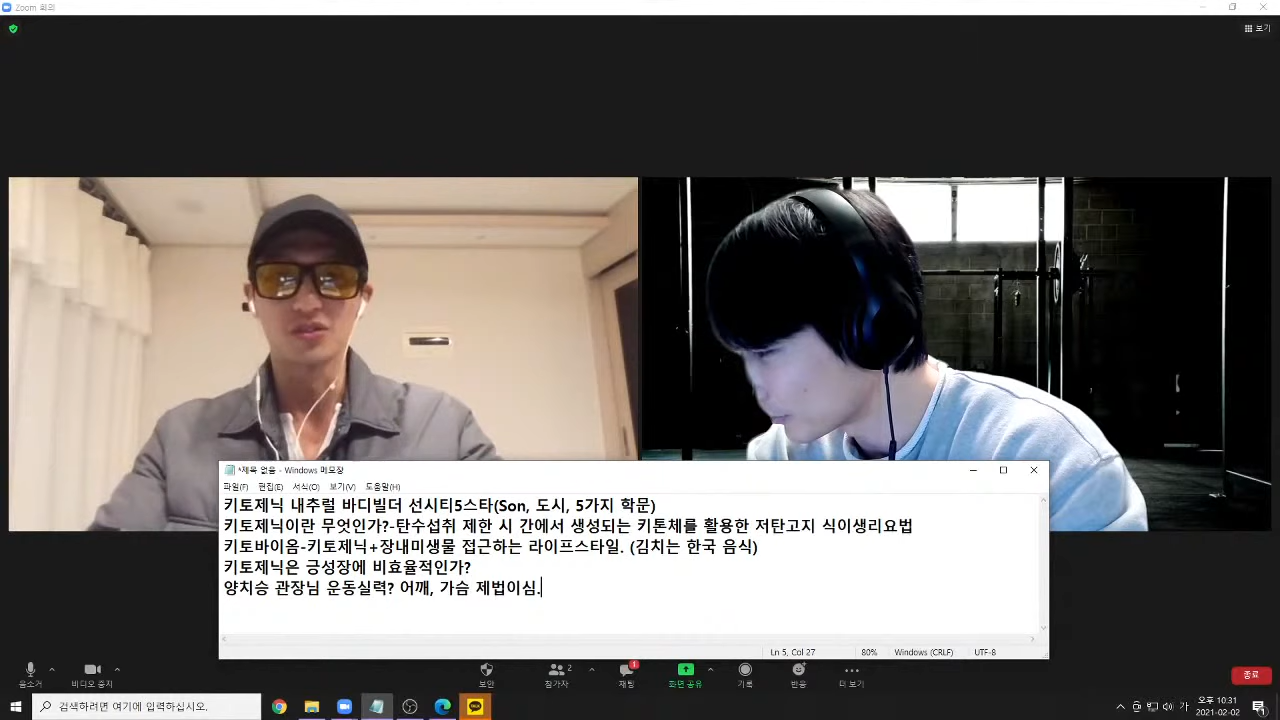 Zoom 회의
보기
*제목 없음 - Windows 메모장
파일(F) 편집(E) 서식(O) 보기(V) 도움말(H)
키토제닉 내추럴 바디빌더 선시티5스타(Son, 도시, 5가지 학문)
키토제닉이란 무엇인가?-탄수섭취 제한 시 간에서 생성되는 키톤체를 활용한 저탄고지 식이생리요법
키토바이옴-키토제닉+장내미생물 접근하는 라이프스타일. (김치는 한국 음식)
키토제닉은 긍성장에 비효율적인가?
양치승 관장님 운동실력? 어깨, 가슴 제법이심.
Ln 5, Col 27 80% Windows (CRLF) UTF-8
2 1
음소거 비디오 중지 보안 참가자 채팅 화면 공유 기록 반응 더 보기 종료
검색하려면 여기에 입력하십시오.
TALK
가 오후 10:31
2021-02-02
1